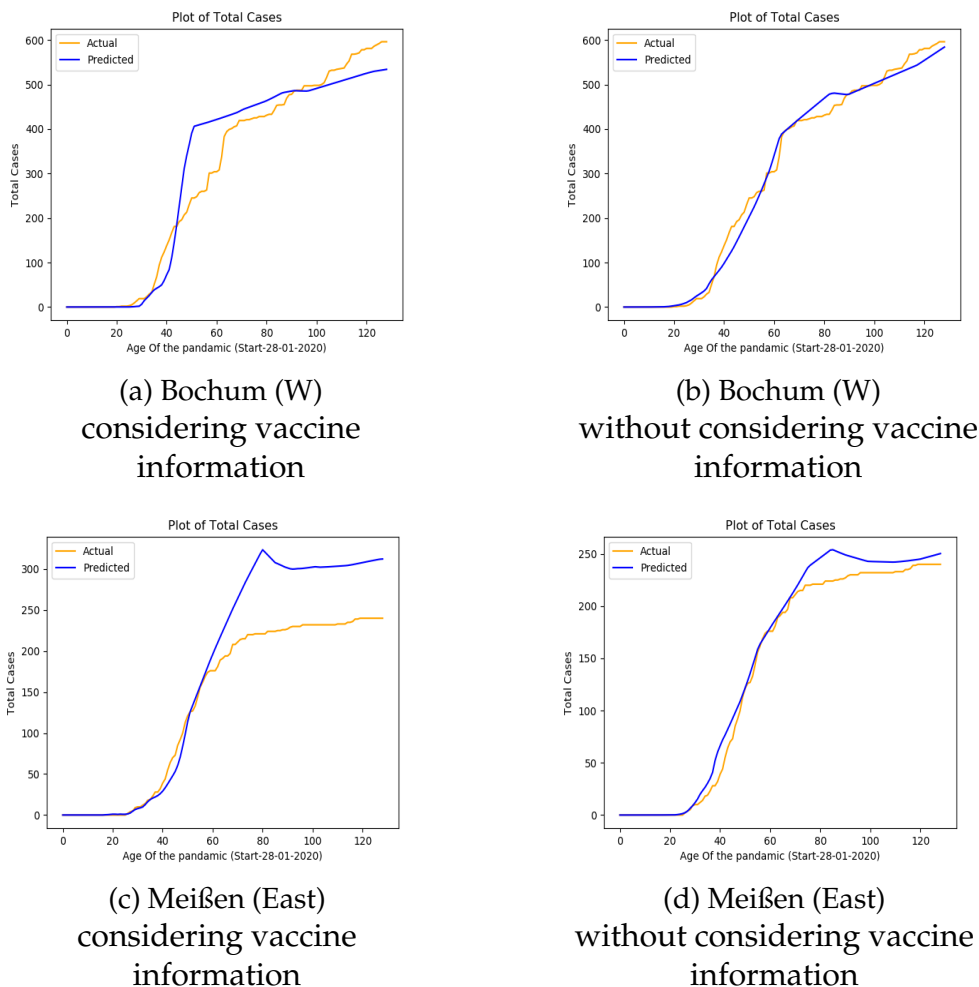 Plot of Total Cases
600
500
400
300
200
100
0
Actual
Predicted
Total Cases
0 20 40 60 80 100 120
Age Of the pandamic (Start-28-01-2020)
(a) Bochum (W)
considering vaccine
information
Plot of Total Cases
600
500
400
300
200
100
0
Actual
Predicted
Total Cases
0 20 40 60 80 100 120
Age Of the pandamic (Start-28-01-2020)
(b) Bochum (W)
without considering vaccine
information
Plot of Total Cases
300
250
200
150
100
50
0
Actual
Predicted
Total Cases
0 20 40 60 80 100 120
Age Of the pandamic (Start-28-01-2020)
(c) Meißen (East)
considering vaccine
information
Plot of Total Cases
250
200
150
100
50
0
Actual
Predicted
Total Cases
0 20 40 60 80 100 120
Age Of the pandamic (Start-28-01-2020)
(d) Meißen (East)
without considering vaccine
information